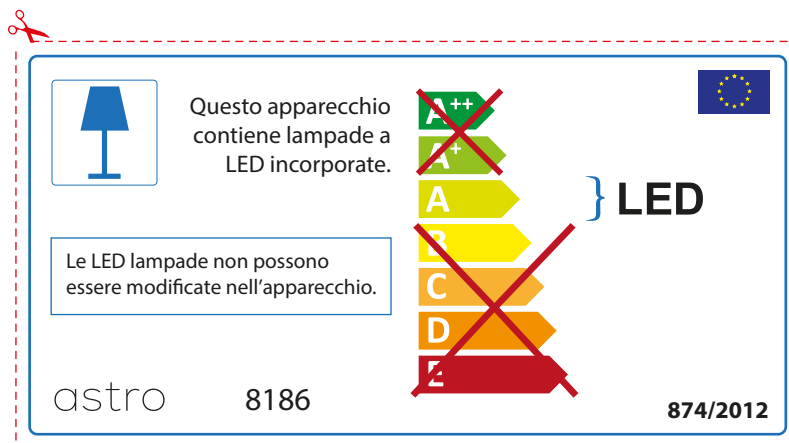 Questo apparecchio
contiene lampade a
LED incorporate.
A++
A+
A
B
C
D
E
LED
Le LED lampade non possono
essere modificate nell'apparecchio.
astro
8186
874/2012